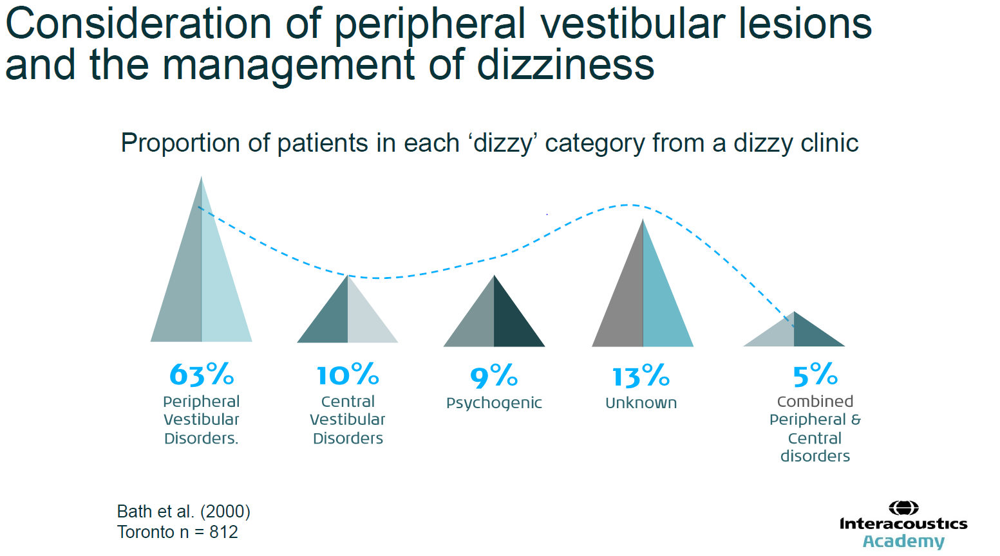 Consideration of peripheral vestibular lesions
and the management of dizziness
Proportion of patients in each ‘dizzy’ category from a dizzy clinic
63%
Peripheral
Vestibular
Disorders.
10%
Central
Vestibular
Disorders
9%
Psychogenic
13%
Unknown
5%
Combined
Peripheral &
Central
disorders
Bath et al. (2000)
Toronto n = 812
Interacoustics
Academy